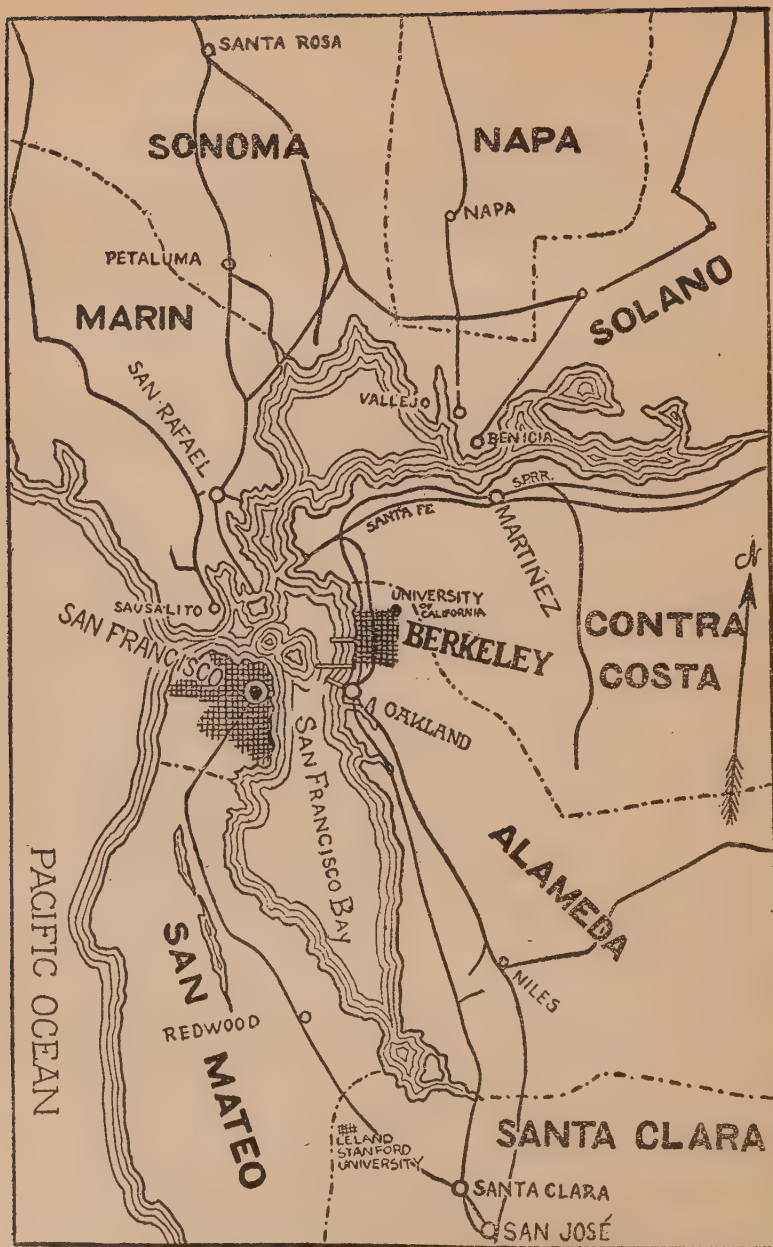 SANTA ROSA
SONOMA
NAPA
NAPA
PETALUMA
MARIN
SOLANO
SAN RAFAEL
VALLEJO
BENICIA
S.P.R.R.
SANTA FE
MARTINEZ
N
SAUSALITO
UNIVERSITY
OF
CALIFORNIA
BERKELEY
CONTRA
COSTA
SAN FRANCISCO
OAKLAND
SAN FRANCISCO BAY
ALAMEDA
PACIFIC OCEAN
SAN MATEO
NILES
REDWOOD
LELAND
STANFORD
UNIVERSITY
SANTA CLARA
SANTA CLARA
SAN JOSÉ